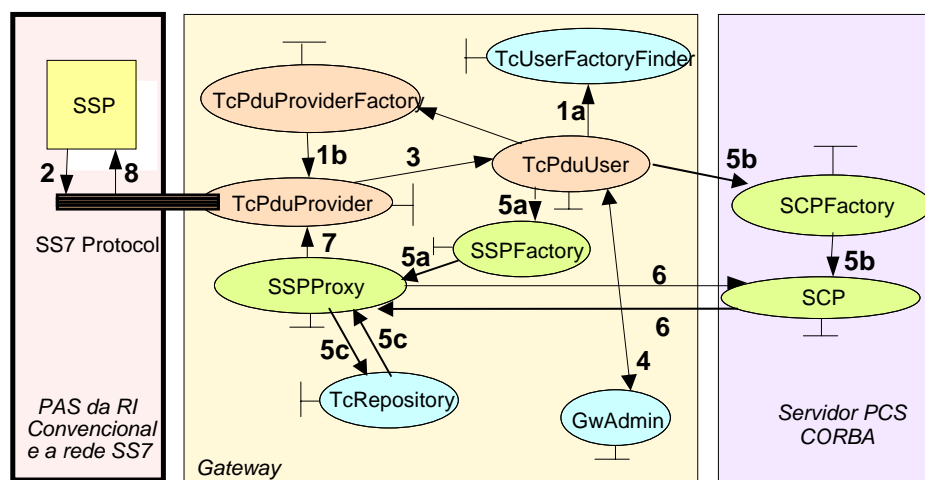 TcUserFactoryFinder
SSP
TcPduProviderFactory
1a
2
8
1b
3
TcPduUser
5b
TcPduProvider
5a
SCPFactory
SS7 Protocol
7
5a
SSPFactory
5b
SSPProxy
6
SCP
6
5c
5c
4
TcRepository
GwAdmin
PAS da RI
Convencional
e a rede SS7
Gateway
Servidor PCS
CORBA